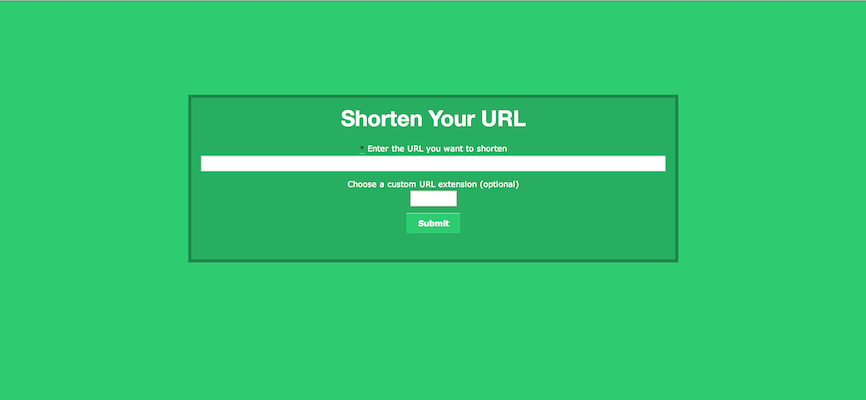 Shorten Your URL
* Enter the URL you want to shorten
Choose a custom URL extension (optional)
Submit